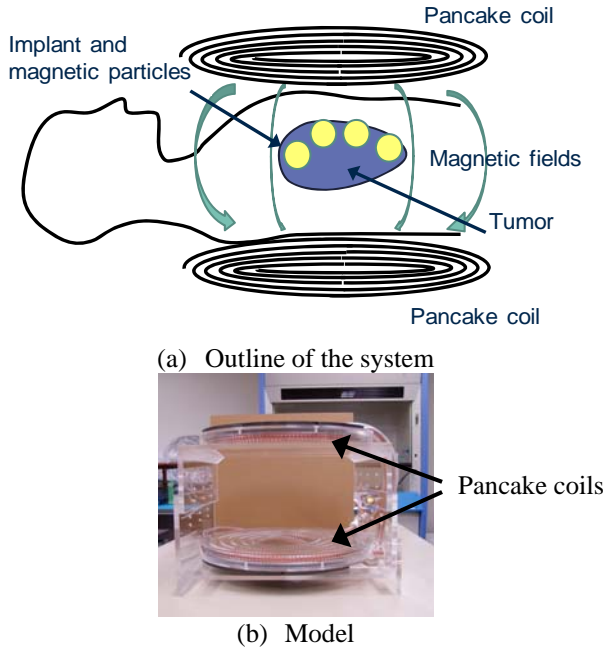 Pancake coil
Implant and
magnetic particles
Magnetic fields
Tumor
Pancake coil
(a) Outline of the system
Pancake coils
(b) Model